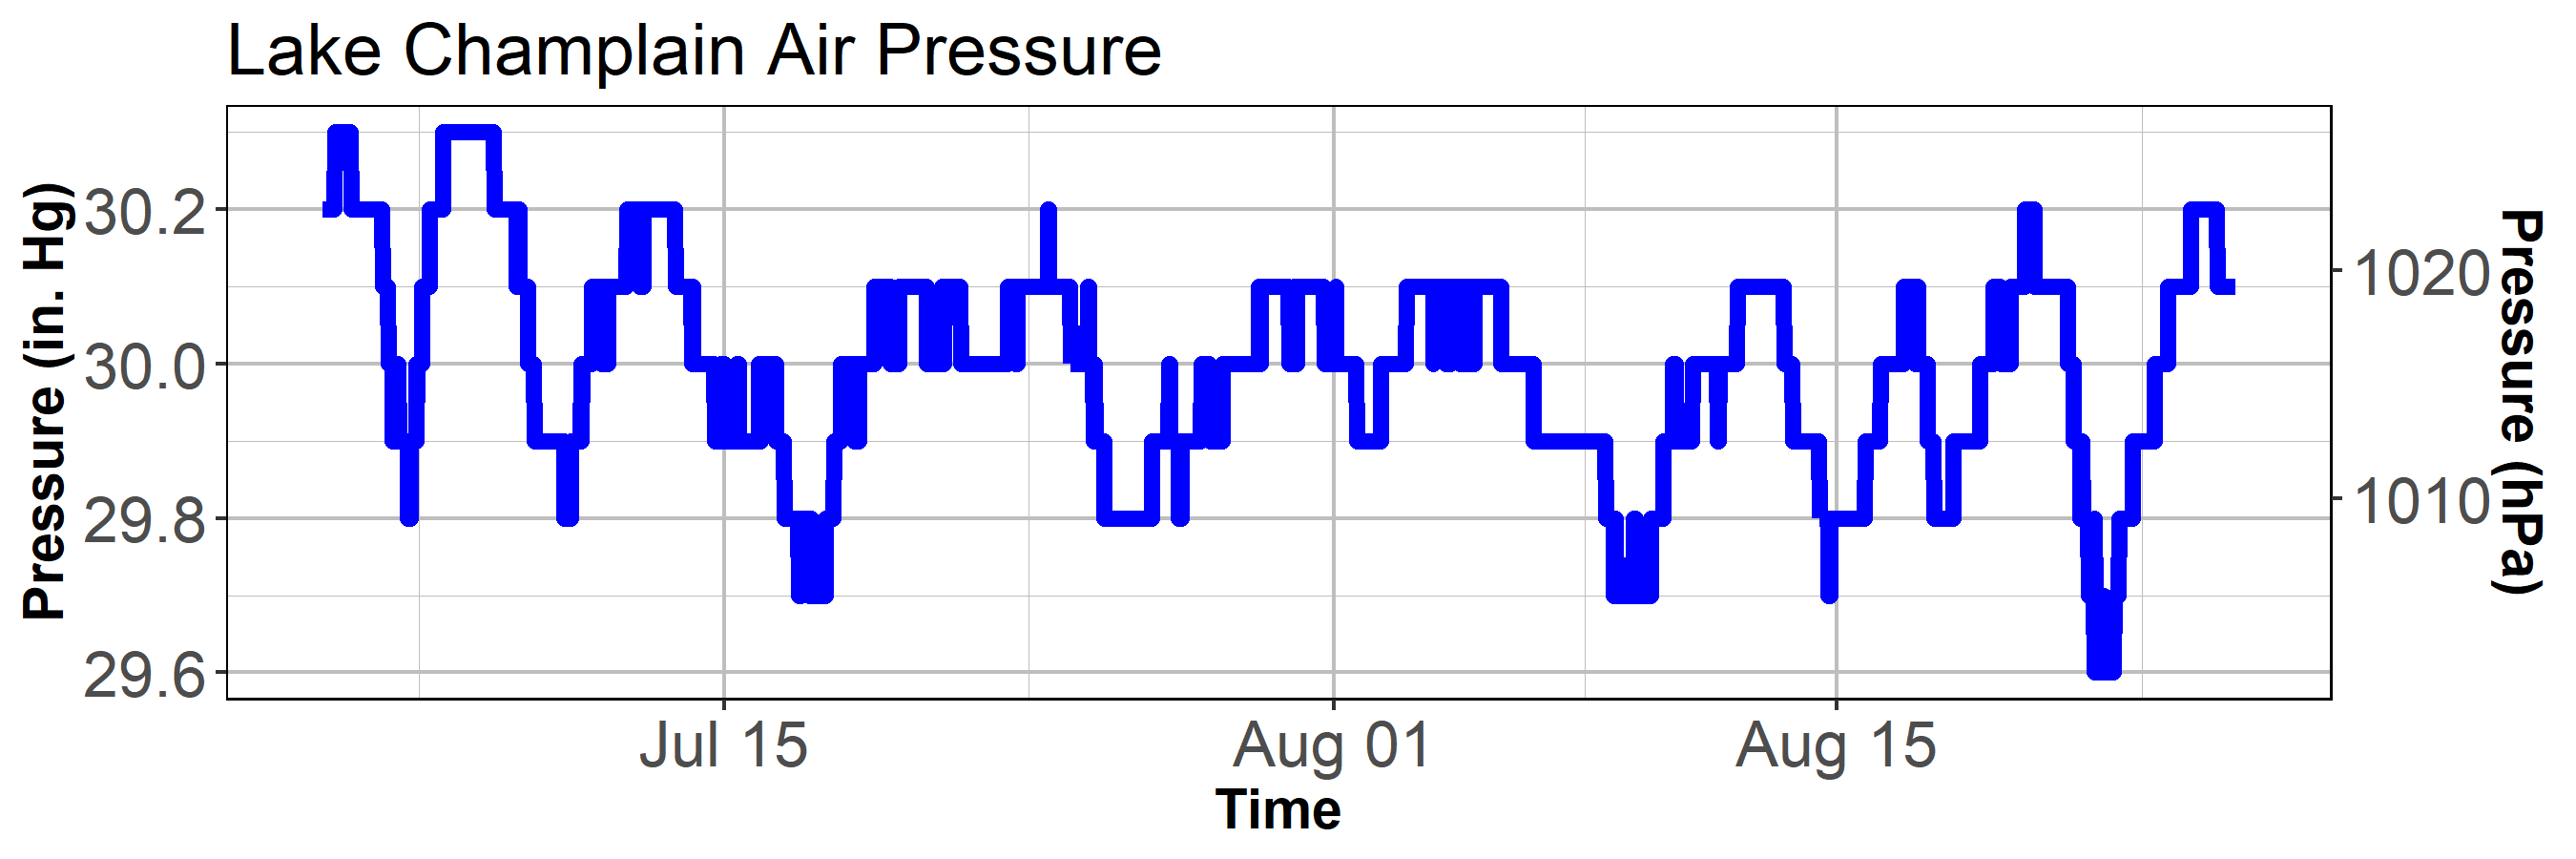 Lake Champlain Air Pressure
Pressure (in. Hg)
30.2
30.0
29.8
29.6
1020
1010
Pressure (hPa)
Jul 15
Aug 01
Aug 15
Time